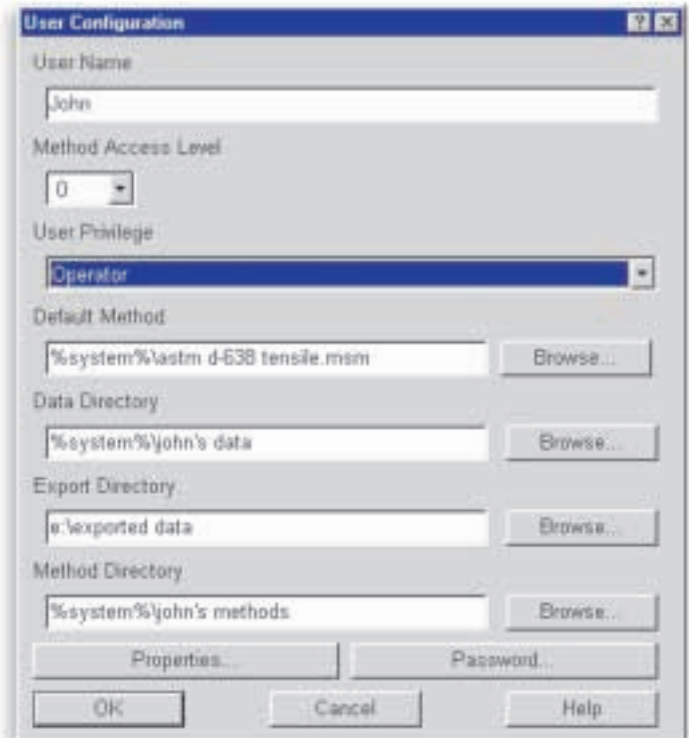 User Configuration
User Name
John
Method Access Level
0
User Privilege
Operator
Default Method
%system%\astm d-638 tensile.msm
Browse...
Data Directory
%system%\john's data
Browse...
Export Directory
e:\exported data
Browse...
Method Directory
%system%\john's methods
Browse...
Properties...
Password...
OK
Cancel
Help